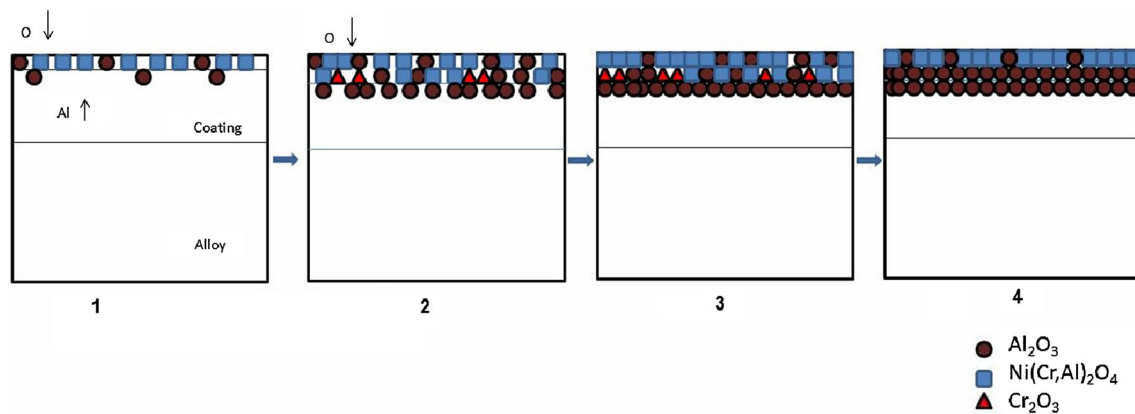 O
O
Al
Coating
Alloy
1
2
3
4
Al₂O₃
Ni(Cr,Al)₂O₄
Cr₂O₃